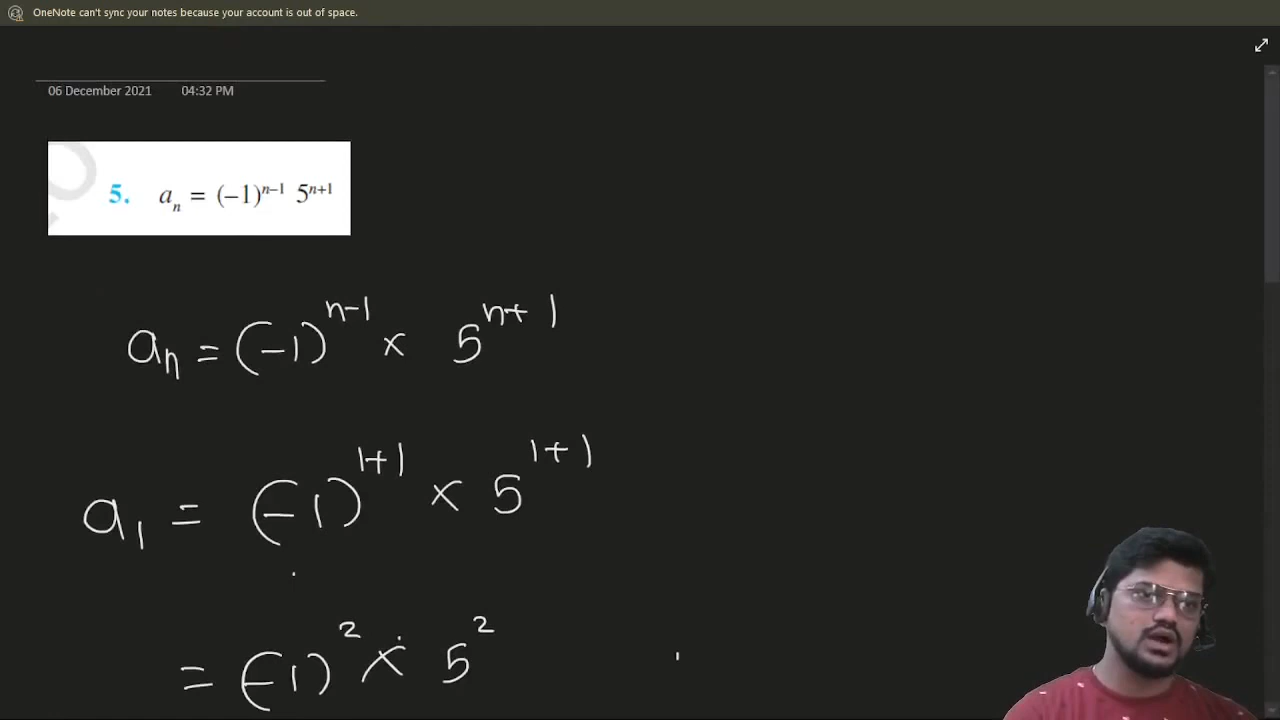 OneNote can't sync your notes because your account is out of space.
06 December 2021 04:32 PM
5. aₙ = (–1)ⁿ⁻¹ 5ⁿ⁺¹
aₙ = (-1)ⁿ⁻¹ × 5ⁿ⁺¹
a₁ = (-1)¹⁺¹ × 5¹⁺¹
= (-1)² × 5²